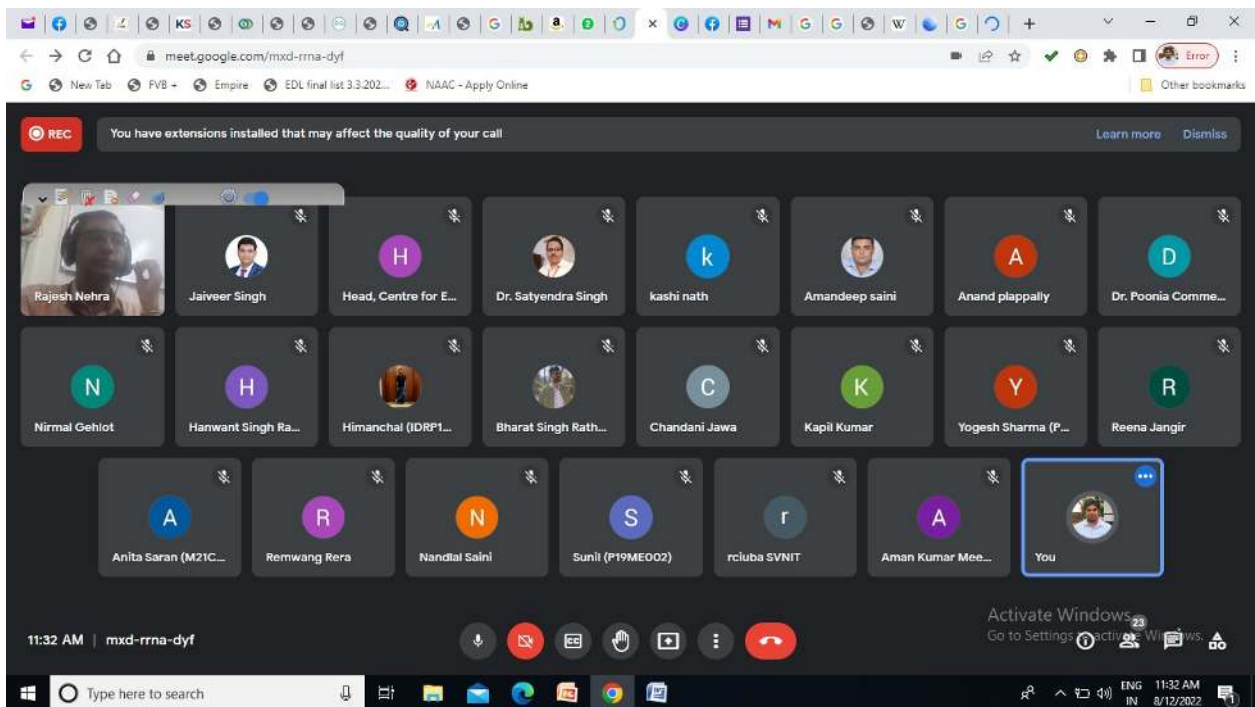 KS
G
a.
M
G
G
W
G
meet.google.com/mxd-rrna-dyf
Error
New Tab
FVB +
Empire
EDL final list 3.3.202...
NAAC - Apply Online
Other bookmarks
REC
You have extensions installed that may affect the quality of your call
Learn more
Dismiss
Rajesh Nehra
Jaiveer Singh
H
Head, Centre for E...
Dr. Satyendra Singh
k
kashi nath
Amandeep saini
A
Anand plappally
D
Dr. Poonia Comme...
N
Nirmal Gehlot
H
Hanwant Singh Ra...
Himanchal (IDRP1...
Bharat Singh Rath...
C
Chandani Jawa
K
Kapil Kumar
Y
Yogesh Sharma (P...
R
Reena Jangir
A
Anita Saran (M21C...
R
Remwang Rera
N
Nandlal Saini
S
Sunil (P19ME002)
r
rciuba SVNIT
A
Aman Kumar Mee...
You
11:32 AM | mxd-rrna-dyf
CC
23
Activate Windows
Go to Settings to activate Windows.
Type here to search
ENG
IN
11:32 AM
8/12/2022
1